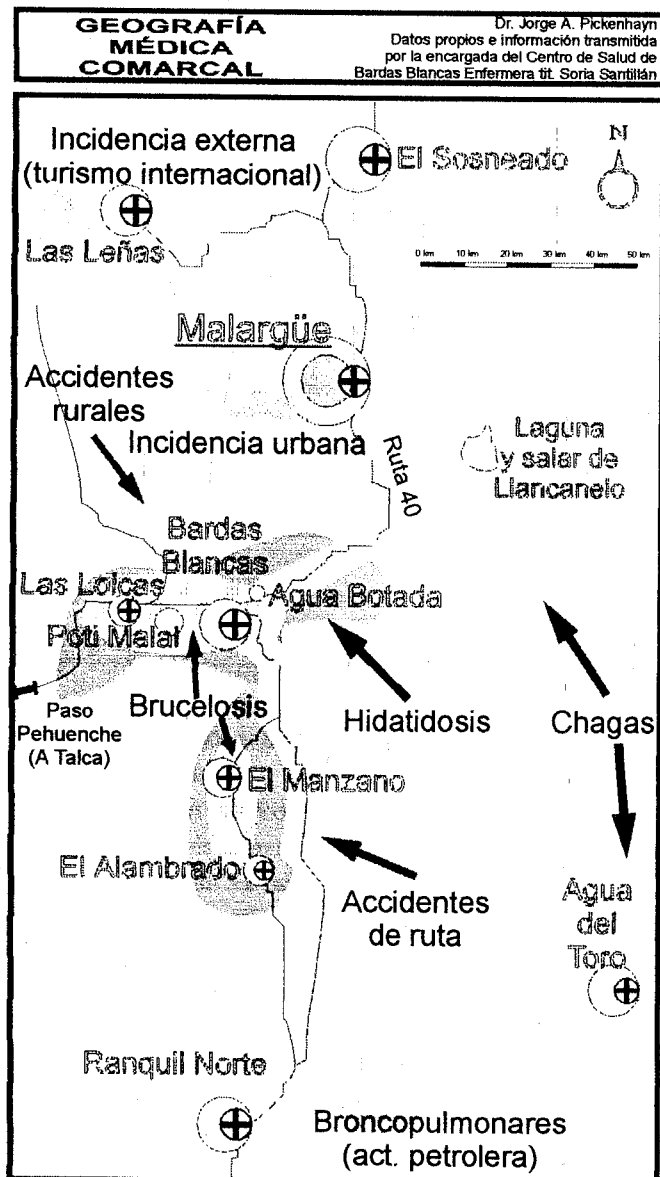 GEOGRAFÍA
MÉDICA
COMARCAL
Dr. Jorge A. Pickenhayn
Datos propios e información transmitida
por la encargada del Centro de Salud de
Bardas Blancas Enfermera tit. Soria Santillán
Incidencia externa
(turismo internacional)
El Sosneado
N
Las Leñas
0 km 10 km 20 km 30 km 40 km 50 km
Malargüe
Accidentes
rurales
Incidencia urbana
Ruta 40
Laguna
y salar de
Llancanelo
Bardas
Blancas
Las Loicas
Agua Botada
Poti Malal
Paso
Pehuenche
(A Talca)
Brucelosis
Hidatidosis
Chagas
El Manzano
El Alambrado
Accidentes
de ruta
Agua
del
Toro
Ranquil Norte
Broncopulmonares
(act. petrolera)